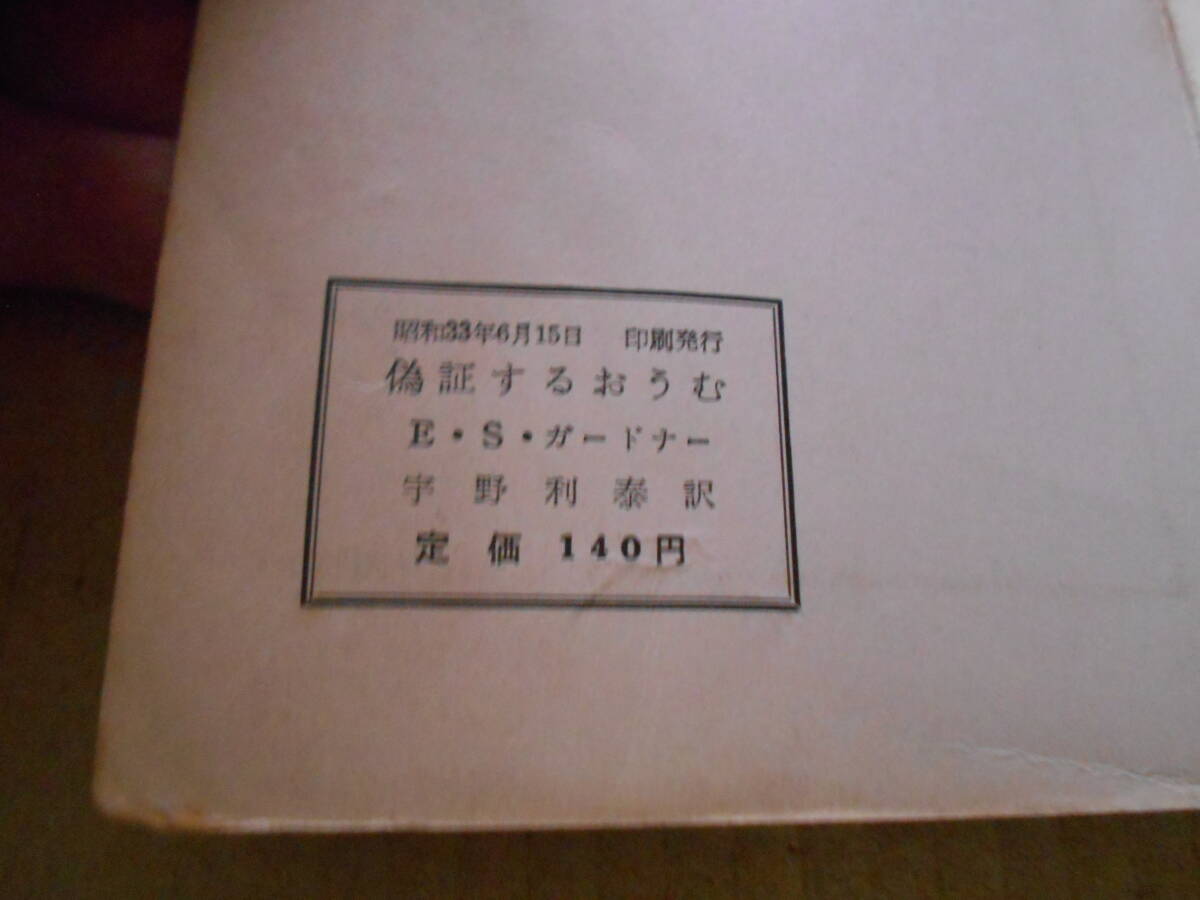 昭和33年6月15日 印刷発行
偽証するおうむ
E・S・ガードナー
宇野利泰訳
定価 140円